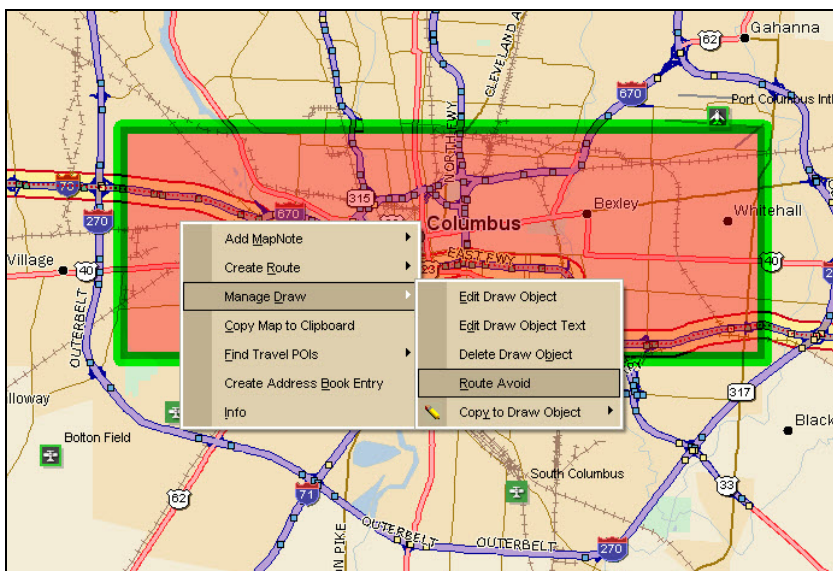 62
Gahanna
CLEVELAND A
670
Port Columbus Intl
NORTH FWY
70
270
670
315
Bexley
Whitehall
Columbus
Village
40
40
EAST FWY
23
Add MapNote
Create Route
Manage Draw
Copy Map to Clipboard
Find Travel POIs
Create Address Book Entry
Info
Edit Draw Object
Edit Draw Object Text
Delete Draw Object
Route Avoid
Copy to Draw Object
OUTERBELT
317
lloway
Black
Bolton Field
South Columbus
62
71
33
OUTERBELT
OUTERBELT
270
ON PIKE